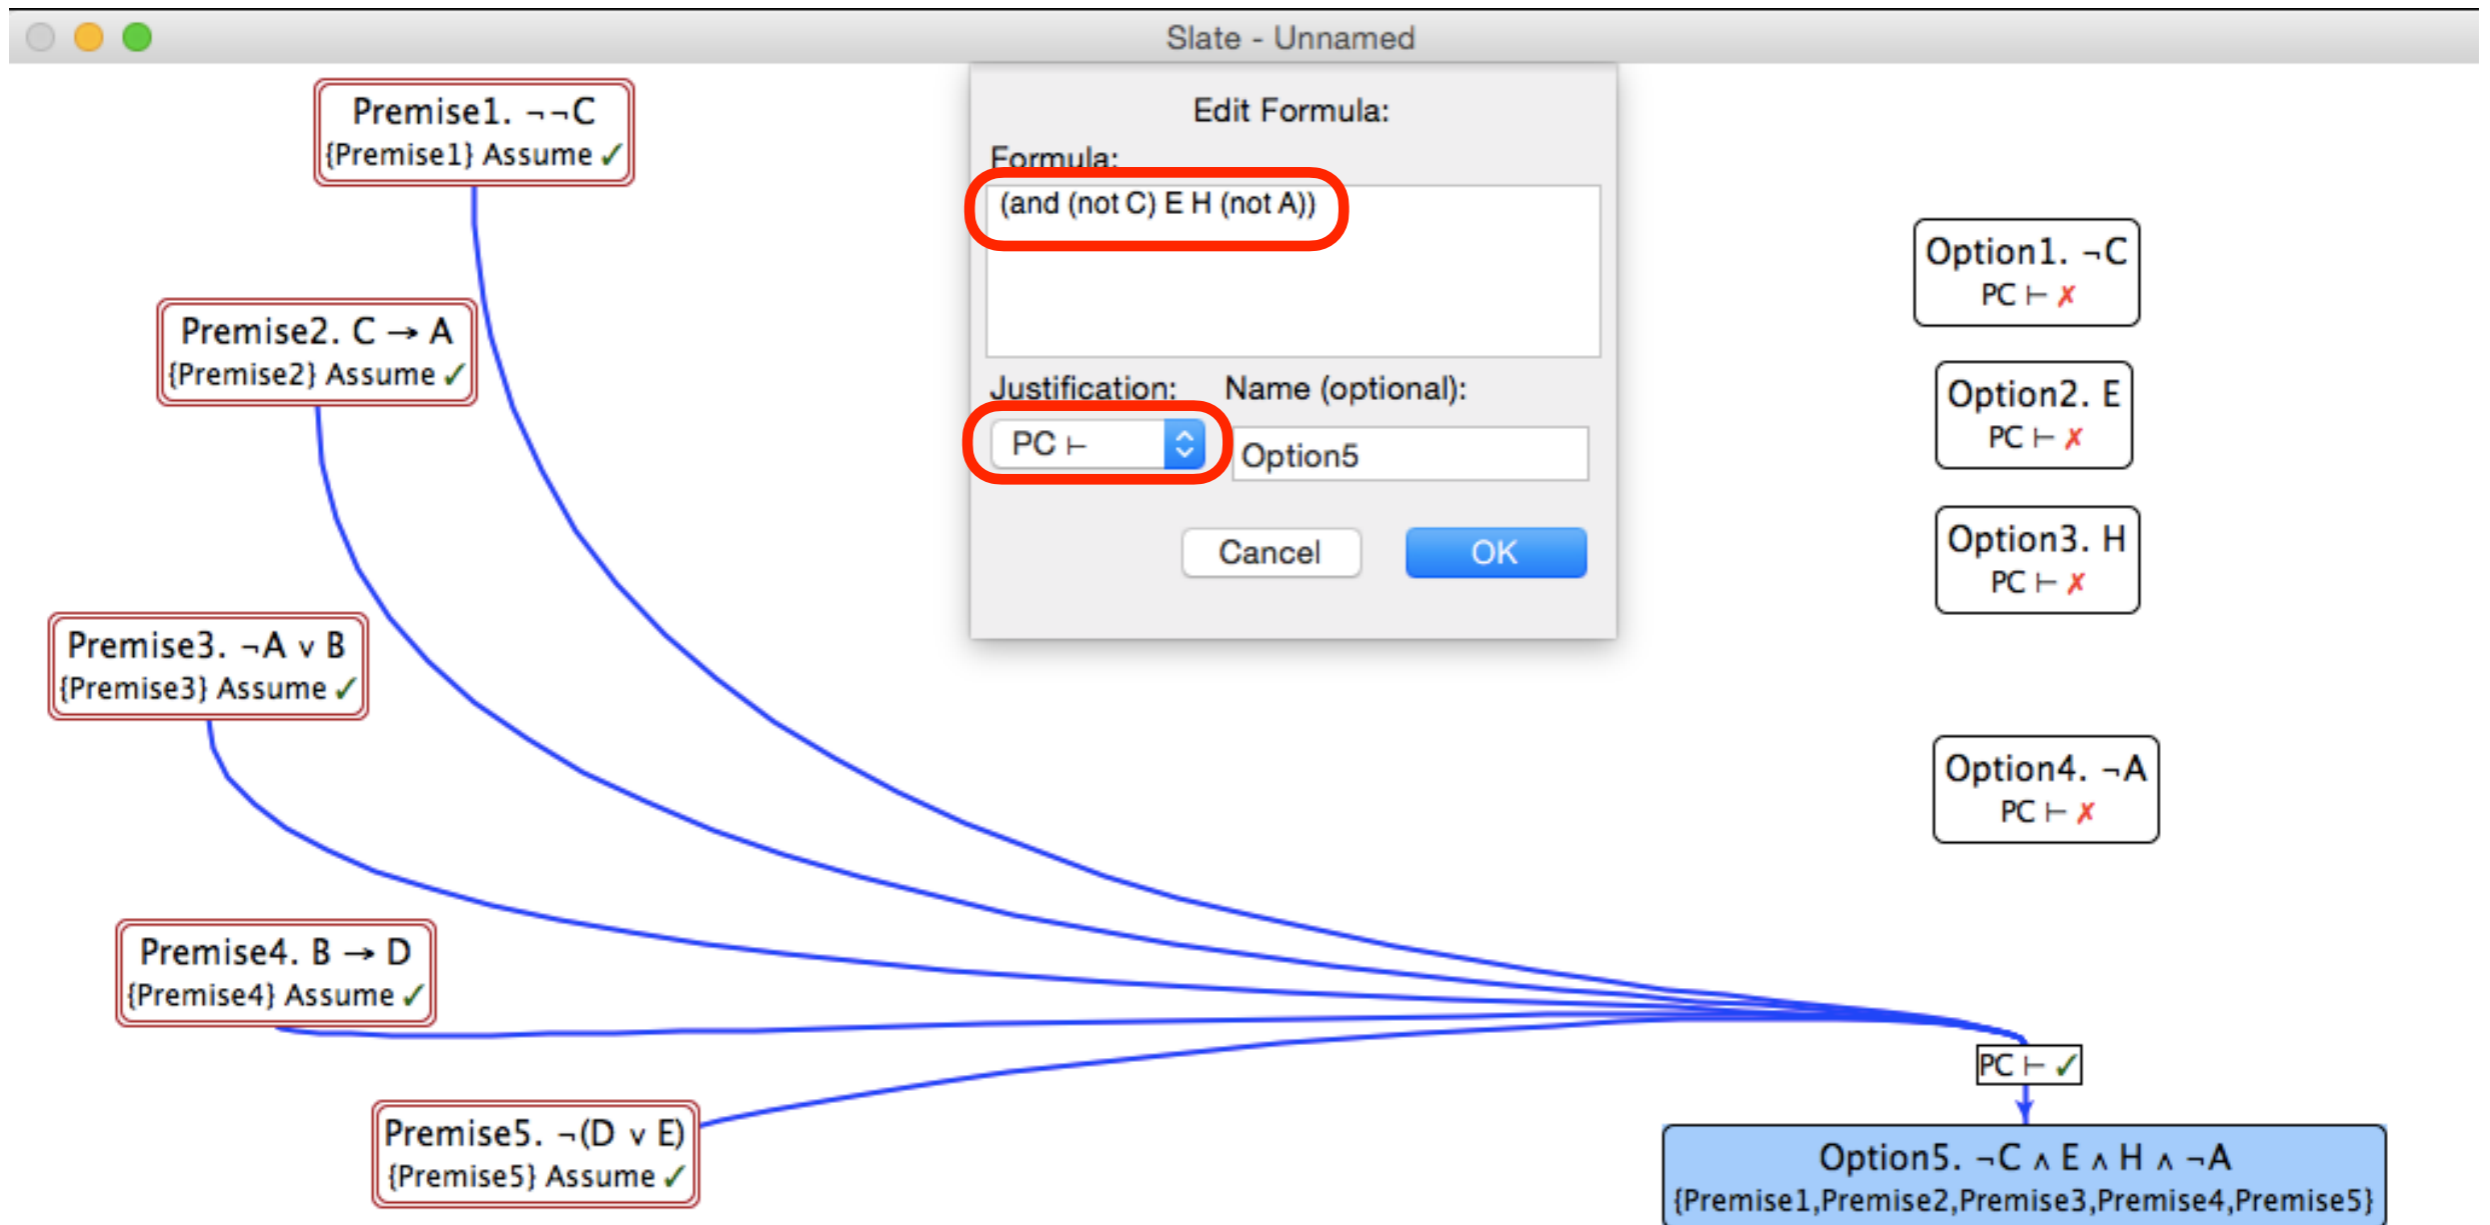 Slate - Unnamed
Premise1. ¬¬C
{Premise1} Assume ✓
Premise2. C → A
{Premise2} Assume ✓
Premise3. ¬A ∨ B
{Premise3} Assume ✓
Premise4. B → D
{Premise4} Assume ✓
Premise5. ¬(D ∨ E)
{Premise5} Assume ✓
Edit Formula:
Formula:
(and (not C) E H (not A))
Justification: Name (optional):
PC ⊢ Option5
Cancel OK
Option1. ¬C
PC ⊢ ✗
Option2. E
PC ⊢ ✗
Option3. H
PC ⊢ ✗
Option4. ¬A
PC ⊢ ✗
PC ⊢ ✓
Option5. ¬C ∧ E ∧ H ∧ ¬A
{Premise1,Premise2,Premise3,Premise4,Premise5}